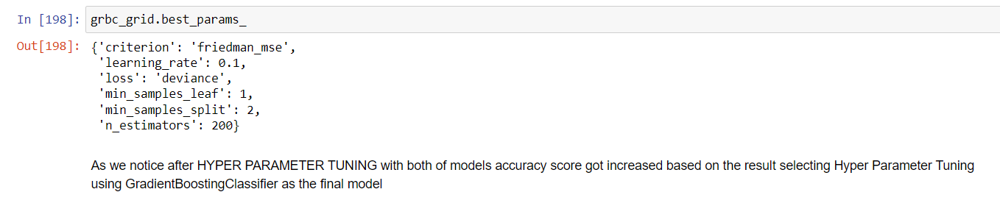 In [198]: grbc_grid.best_params_
Out[198]: {'criterion': 'friedman_mse',
'learning_rate': 0.1,
'loss': 'deviance',
'min_samples_leaf': 1,
'min_samples_split': 2,
'n_estimators': 200}
As we notice after HYPER PARAMETER TUNING with both of models accuracy score got increased based on the result selecting Hyper Parameter Tuning
using GradientBoostingClassifier as the final model